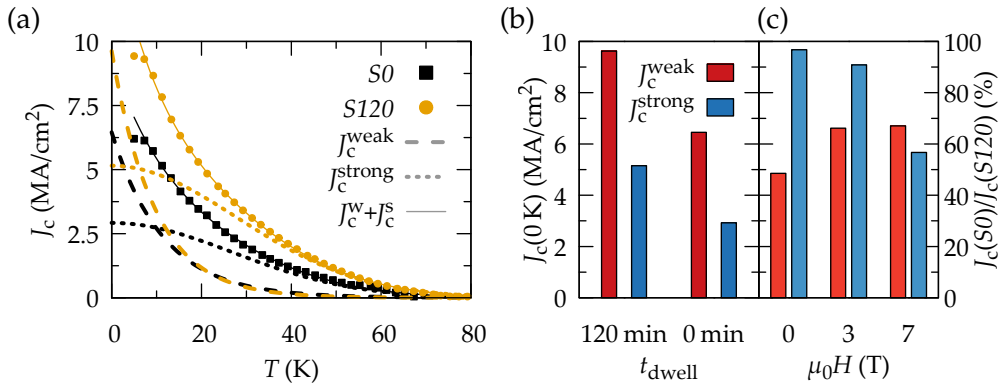 (a)
10
7.5
5
2.5
0
J_c (MA/cm²)
S0
S120
J_c^weak
J_c^strong
J_c^w+J_c^s
0 20 40 60 80
T (K)
(b)
10
8
6
4
2
0
J_c(0 K) (MA/cm²)
J_c^weak
J_c^strong
120 min 0 min
t_dwell
(c)
100
80
60
40
20
0
J_c(S0)/J_c(S120) (%)
0 3 7
μ₀H (T)